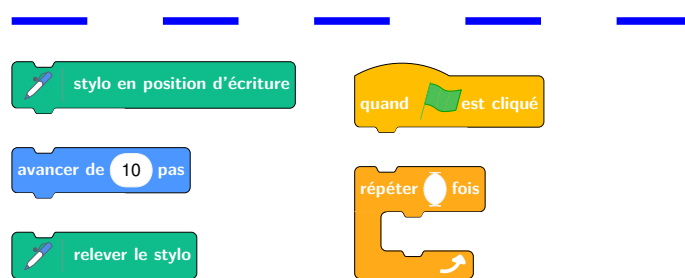 stylo en position d'écriture
quand est cliqué
avancer de 10 pas
répéter fois
relever le stylo